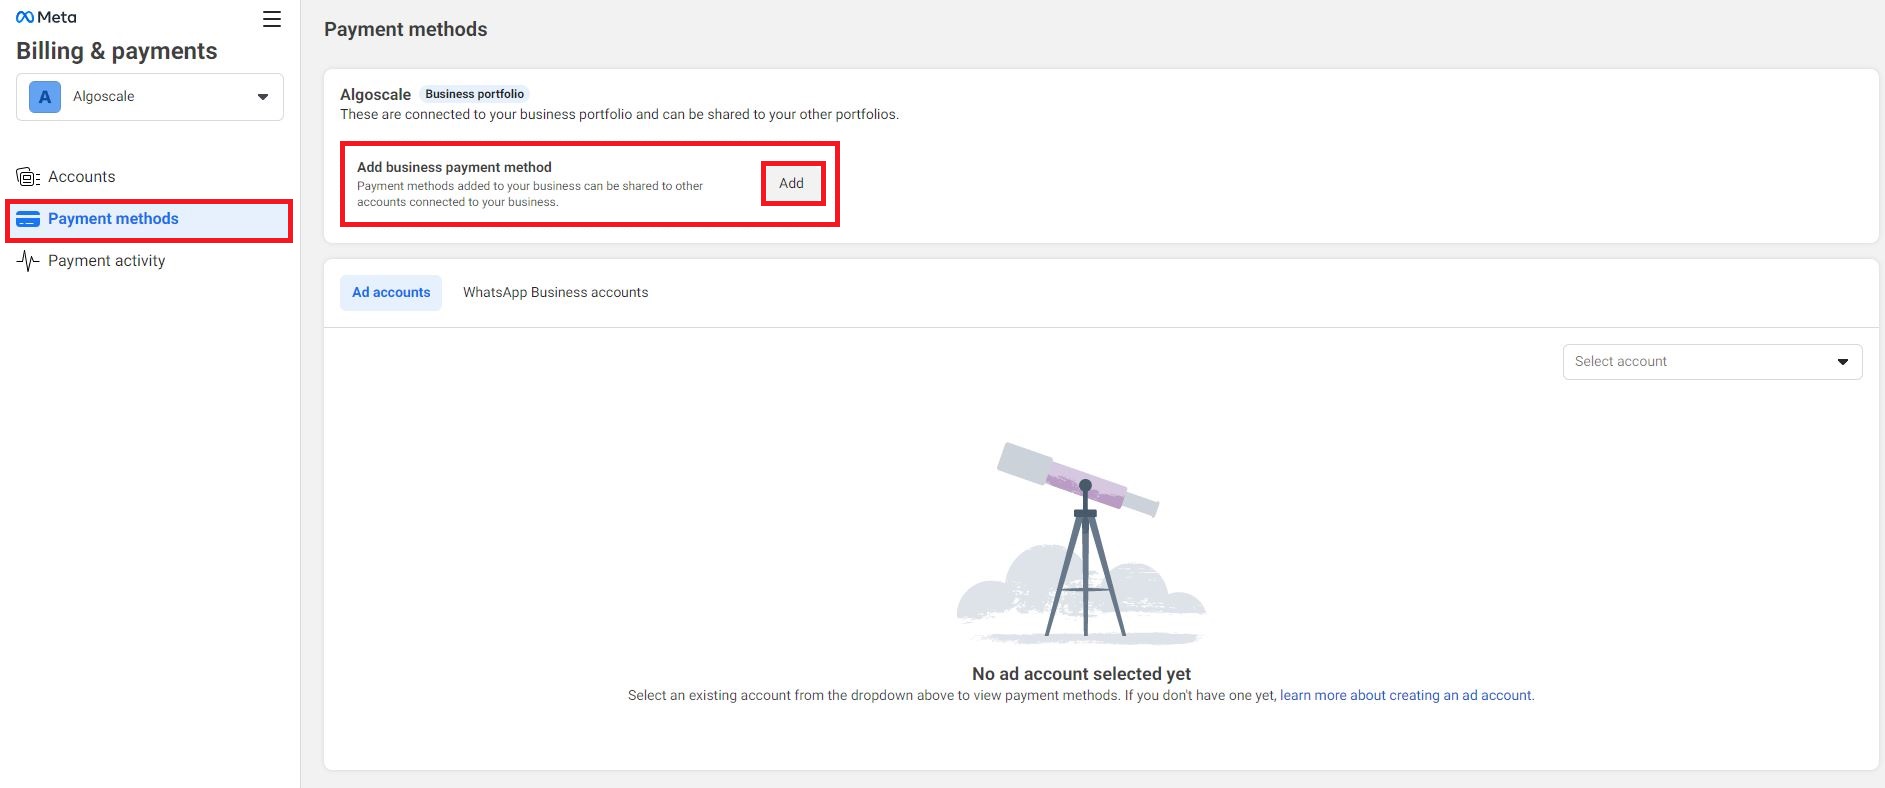 Meta
Billing & payments
A Algoscale
Accounts
Payment methods
Payment activity
Payment methods
Algoscale Business portfolio
These are connected to your business portfolio and can be shared to your other portfolios.
Add business payment method
Payment methods added to your business can be shared to other
accounts connected to your business.
Add
Ad accounts WhatsApp Business accounts
Select account
No ad account selected yet
Select an existing account from the dropdown above to view payment methods. If you don't have one yet, learn more about creating an ad account.